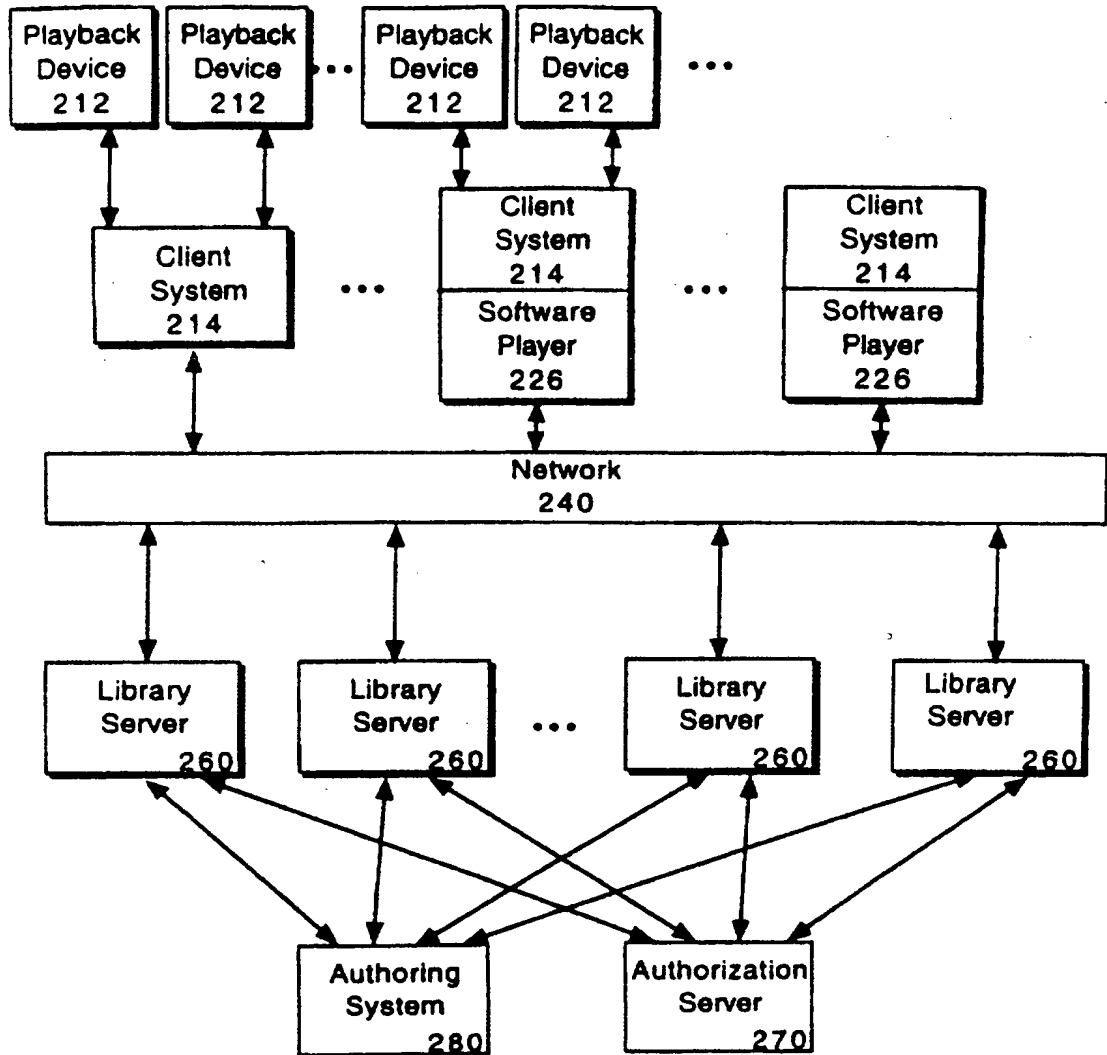 Playback
Device
212
Playback
Device
212
...
Playback
Device
212
Playback
Device
212
...
Client
System
214
...
Client
System
214
Software
Player
226
...
Client
System
214
Software
Player
226
Network
240
Library
Server
260
Library
Server
260
...
Library
Server
260
Library
Server
260
Authoring
System
280
Authorization
Server
270